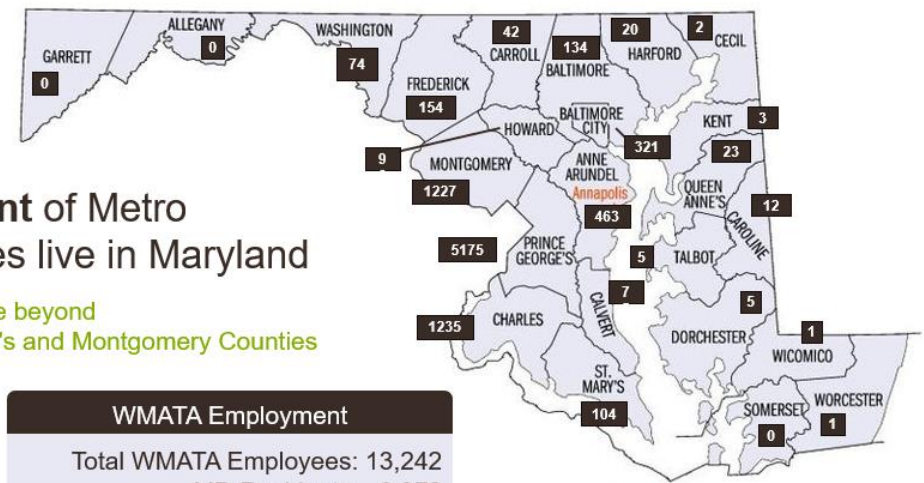 GARRETT
0
ALLEGANY
0
WASHINGTON
74
FREDERICK
154
42
CARROLL
134
BALTIMORE
20
HARFORD
2
CECIL
BALTIMORE
CITY
321
HOWARD
9
KENT
3
23
QUEEN
ANNE'S
MONTGOMERY
1227
ANNE
ARUNDEL
Annapolis
463
12
CAROLINE
PRINCE
GEORGE'S
5175
5
TALBOT
7
CALVERT
CHARLES
1235
5
DORCHESTER
1
WICOMICO
ST.
MARY'S
104
SOMERSET
0
WORCESTER
1
of Metro
live in Maryland
beyond
and Montgomery Counties
WMATA Employment
Total WMATA Employees: 13,242